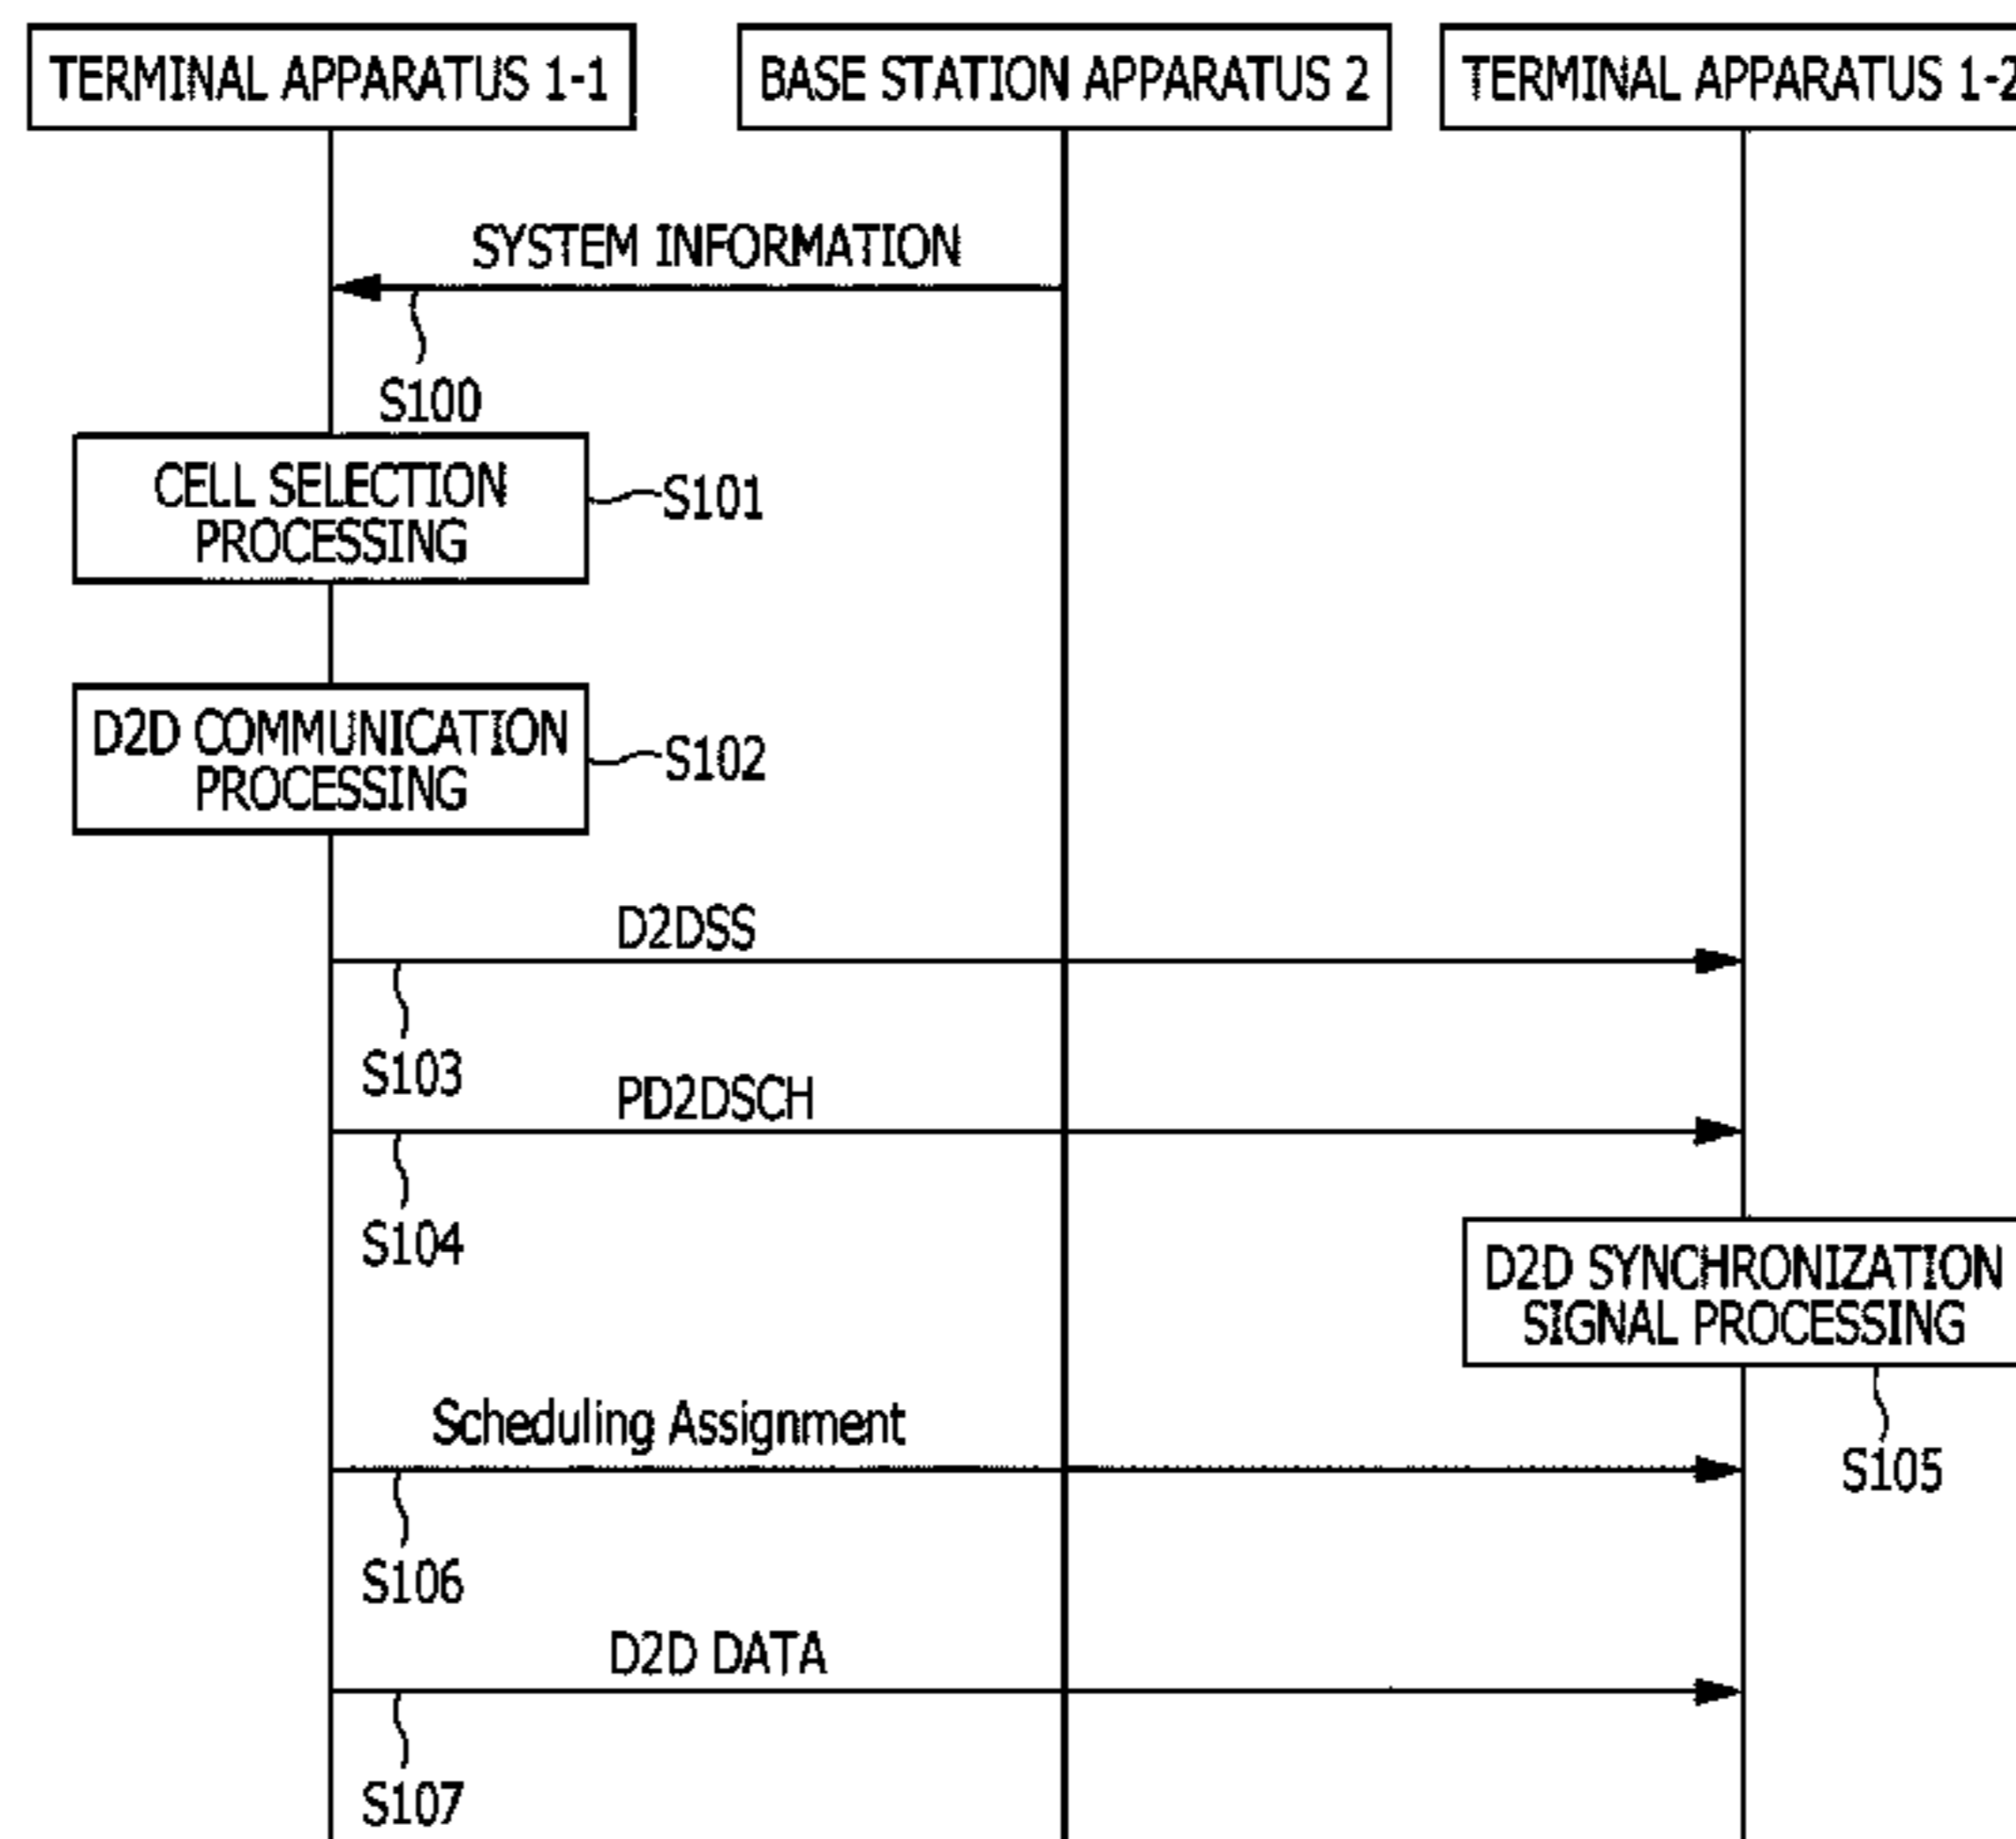 TERMINAL APPARATUS 1-1
BASE STATION APPARATUS 2
TERMINAL APPARATUS 1-2
SYSTEM INFORMATION
S100
CELL SELECTION
PROCESSING
S101
D2D COMMUNICATION
PROCESSING
S102
D2DSS
S103
PD2DSCH
S104
D2D SYNCHRONIZATION
SIGNAL PROCESSING
S105
Scheduling Assignment
S106
D2D DATA
S107